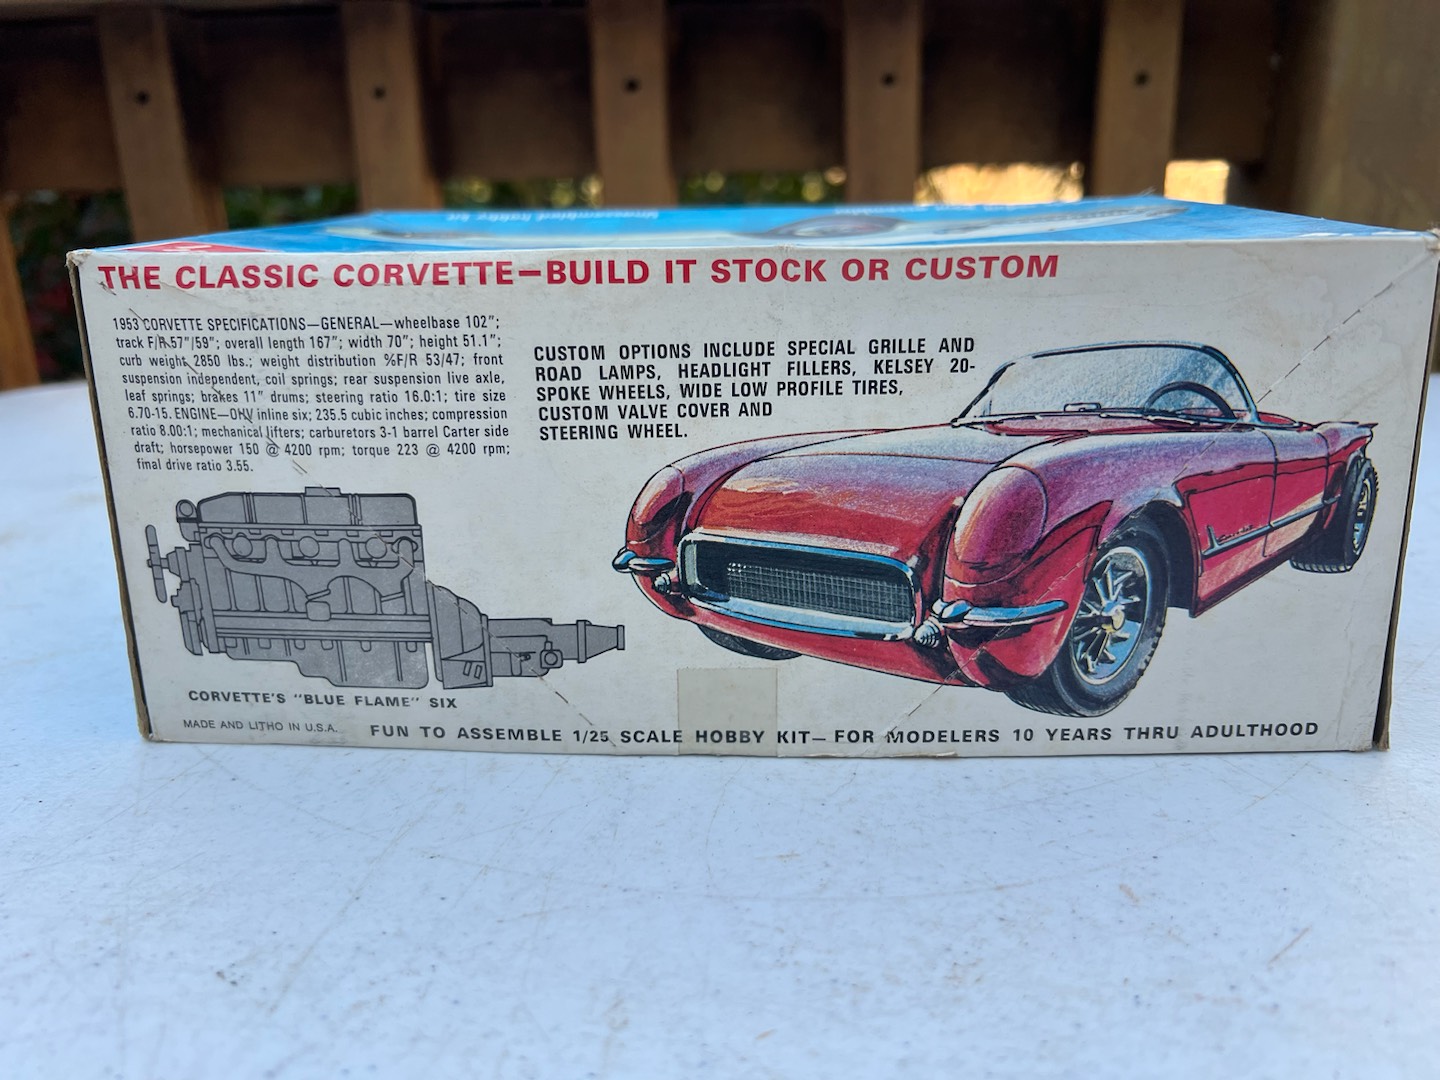 unassembled hobby kit
THE CLASSIC CORVETTE—BUILD IT STOCK OR CUSTOM
1953 CORVETTE SPECIFICATIONS—GENERAL—wheelbase 102";
track F/R 57"/59"; overall length 167"; width 70"; height 51.1";
curb weight 2850 lbs.; weight distribution %F/R 53/47; front
suspension independent, coil springs; rear suspension live axle,
leaf springs; brakes 11" drums; steering ratio 16.0:1; tire size
6.70-15. ENGINE—OHV inline six; 235.5 cubic inches; compression
ratio 8.00:1; mechanical lifters; carburetors 3-1 barrel Carter side
draft; horsepower 150 @ 4200 rpm; torque 223 @ 4200 rpm;
final drive ratio 3.55.
CUSTOM OPTIONS INCLUDE SPECIAL GRILLE AND
ROAD LAMPS, HEADLIGHT FILLERS, KELSEY 20-
SPOKE WHEELS, WIDE LOW PROFILE TIRES,
CUSTOM VALVE COVER AND
STEERING WHEEL.
Corvette
CORVETTE'S "BLUE FLAME" SIX
MADE AND LITHO IN U.S.A.
FUN TO ASSEMBLE 1/25 SCALE HOBBY KIT—FOR MODELERS 10 YEARS THRU ADULTHOOD